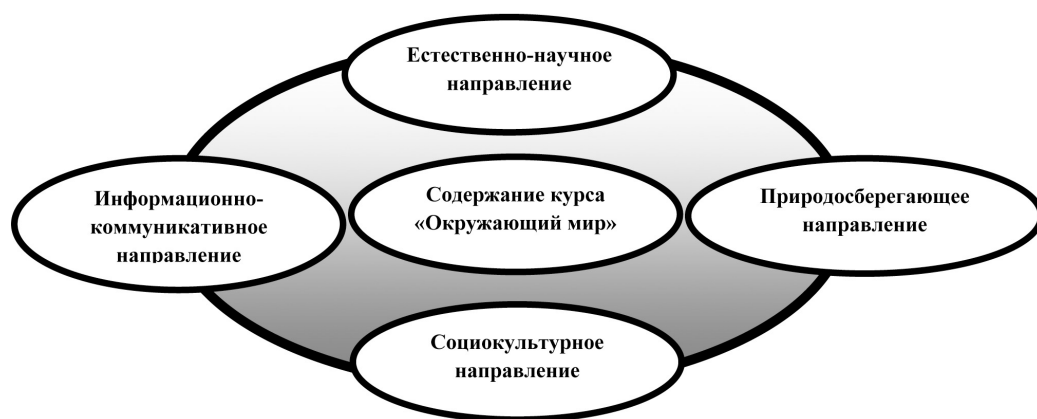 Естественно-научное
направление
Информационно-
коммуникативное
направление
Содержание курса
«Окружающий мир»
Природосберегающее
направление
Социокультурное
направление